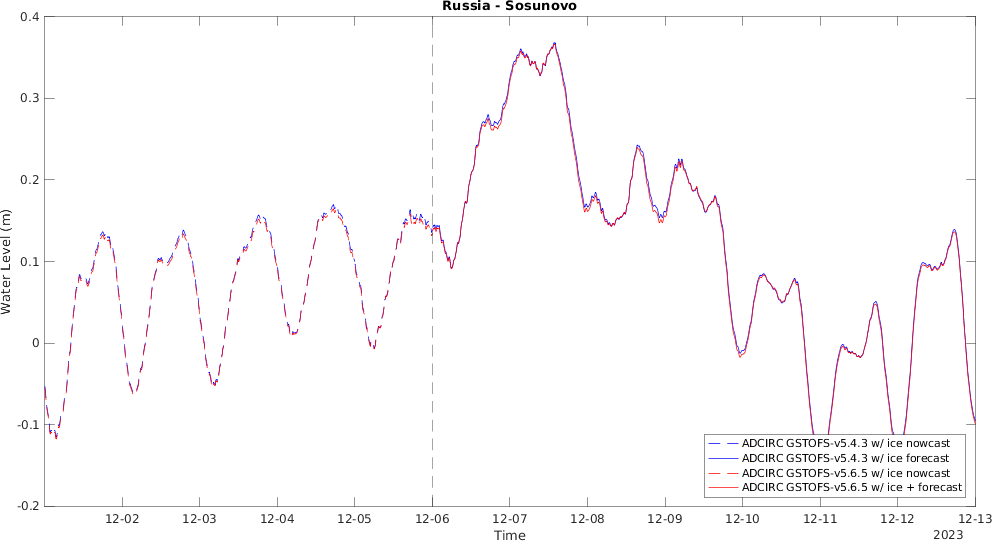 Russia - Sosunovo
0.4
0.3
0.2
0.1
0
-0.1
-0.2
Water Level (m)
12-02 12-03 12-04 12-05 12-06 12-07 12-08 12-09 12-10 12-11 12-12 12-13
Time
2023
ADCIRC GSTOFS-v5.4.3 w/ ice nowcast
ADCIRC GSTOFS-v5.4.3 w/ ice forecast
ADCIRC GSTOFS-v5.6.5 w/ ice nowcast
ADCIRC GSTOFS-v5.6.5 w/ ice + forecast